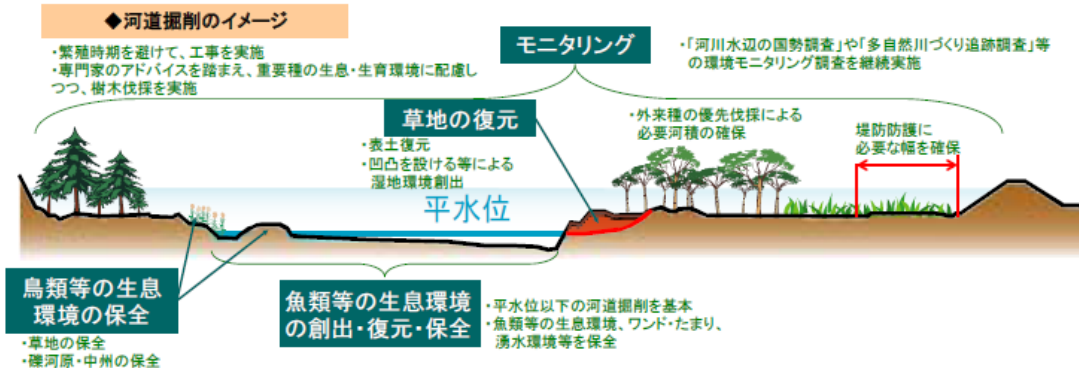 ◆河道掘削のイメージ
・繁殖時期を避けて、工事を実施
・専門家のアドバイスを踏まえ、重要種の生息・生育環境に配慮し
つつ、樹木伐採を実施
モニタリング
・「河川水辺の国勢調査」や「多自然川づくり追跡調査」等
の環境モニタリング調査を継続実施
草地の復元
・表土復元
・凹凸を設ける等による
湿地環境創出
・外来種の優先伐採による
必要河積の確保
堤防防護に
必要な幅を確保
平水位
鳥類等の生息
環境の保全
・草地の保全
・礫河原・中州の保全
魚類等の生息環境
の創出・復元・保全
・平水位以下の河道掘削を基本
・魚類等の生息環境、ワンド・たまり、
湧水環境等を保全